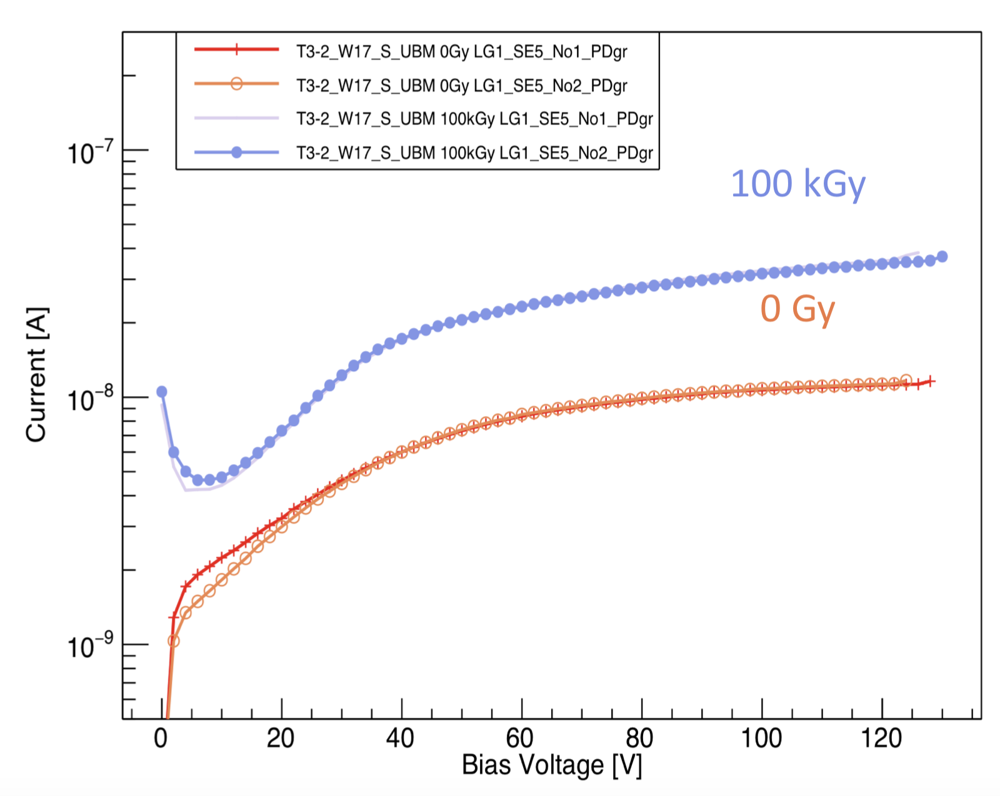 T3-2_W17_S_UBM 0Gy LG1_SE5_No1_PDgr
T3-2_W17_S_UBM 0Gy LG1_SE5_No2_PDgr
T3-2_W17_S_UBM 100kGy LG1_SE5_No1_PDgr
T3-2_W17_S_UBM 100kGy LG1_SE5_No2_PDgr
10⁻⁷
100 kGy
0 Gy
Current [A]
10⁻⁸
10⁻⁹
0 20 40 60 80 100 120
Bias Voltage [V]